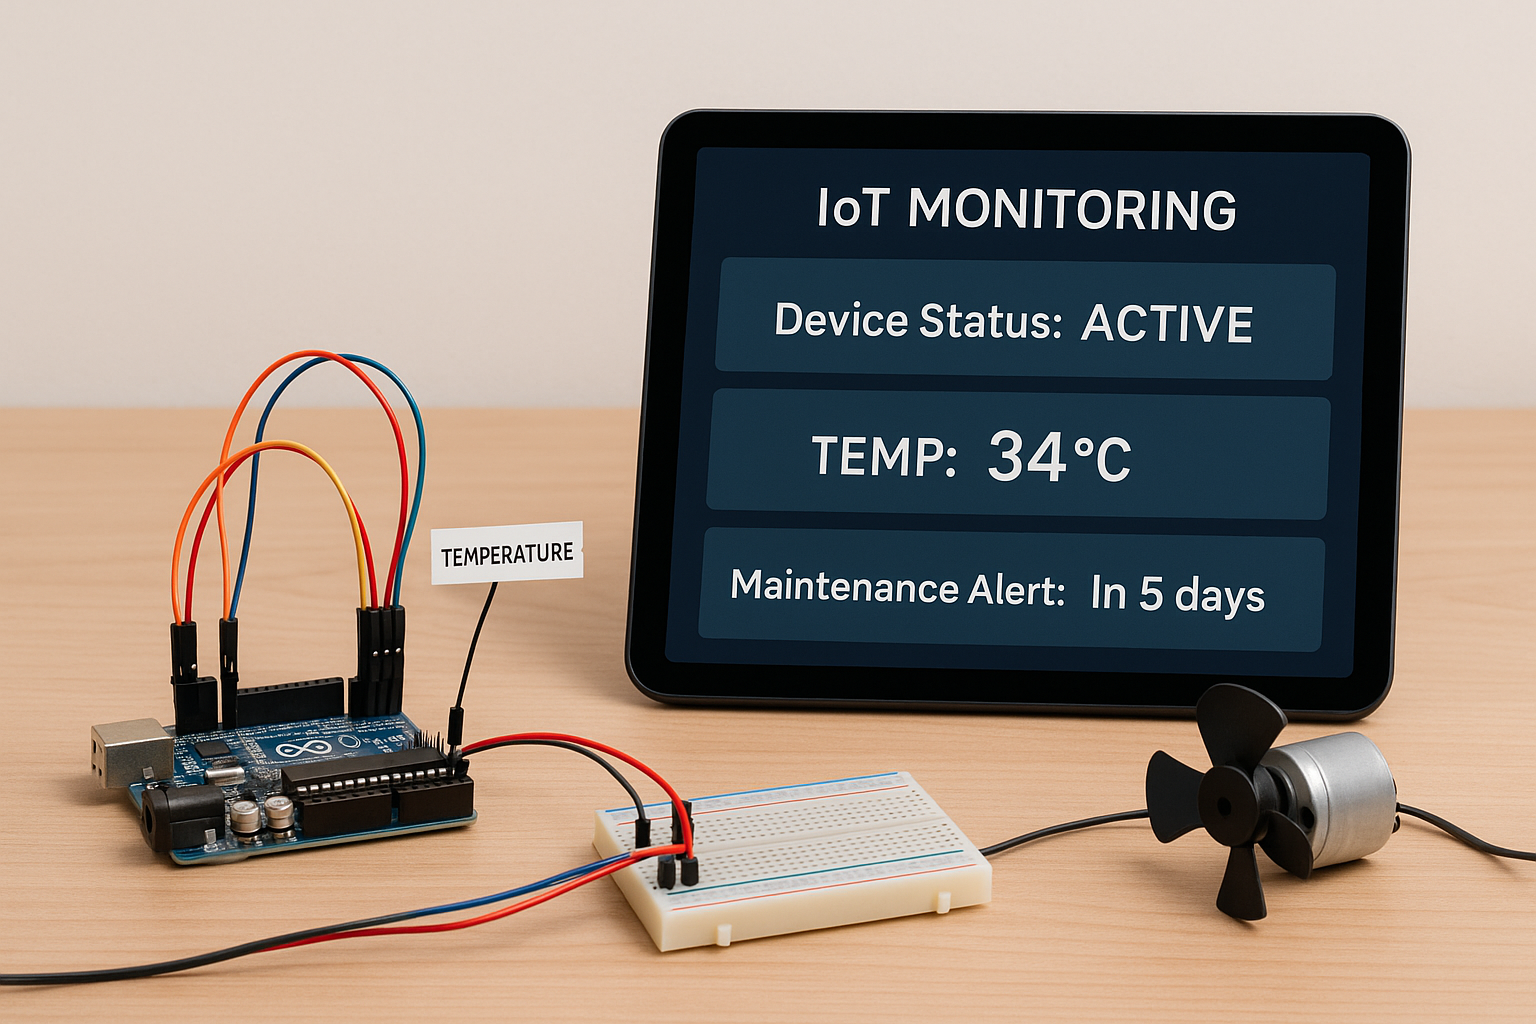 IoT MONITORING
Device Status: ACTIVE
TEMP: 34°C
Maintenance Alert: In 5 days
TEMPERATURE